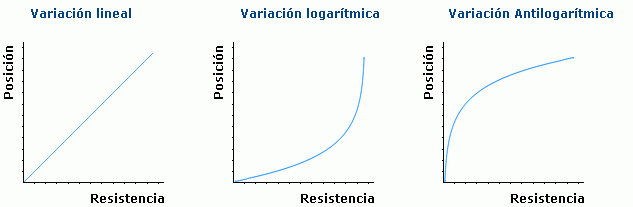 Variación lineal
Variación logarítmica
Variación Antilogarítmica
Posición
Posición
Posición
Resistencia
Resistencia
Resistencia